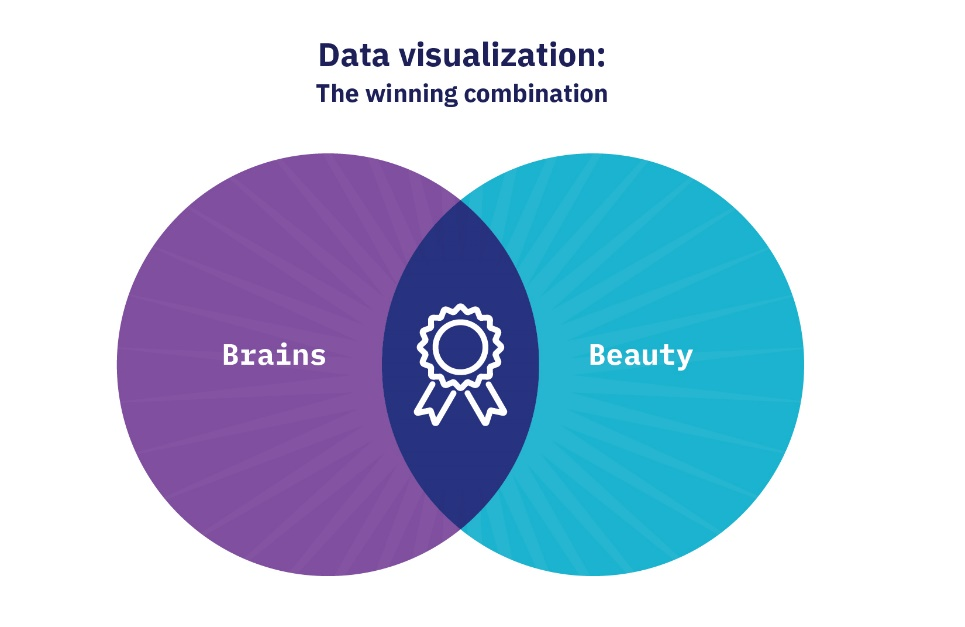 Data visualization:
The winning combination
Brains
Beauty